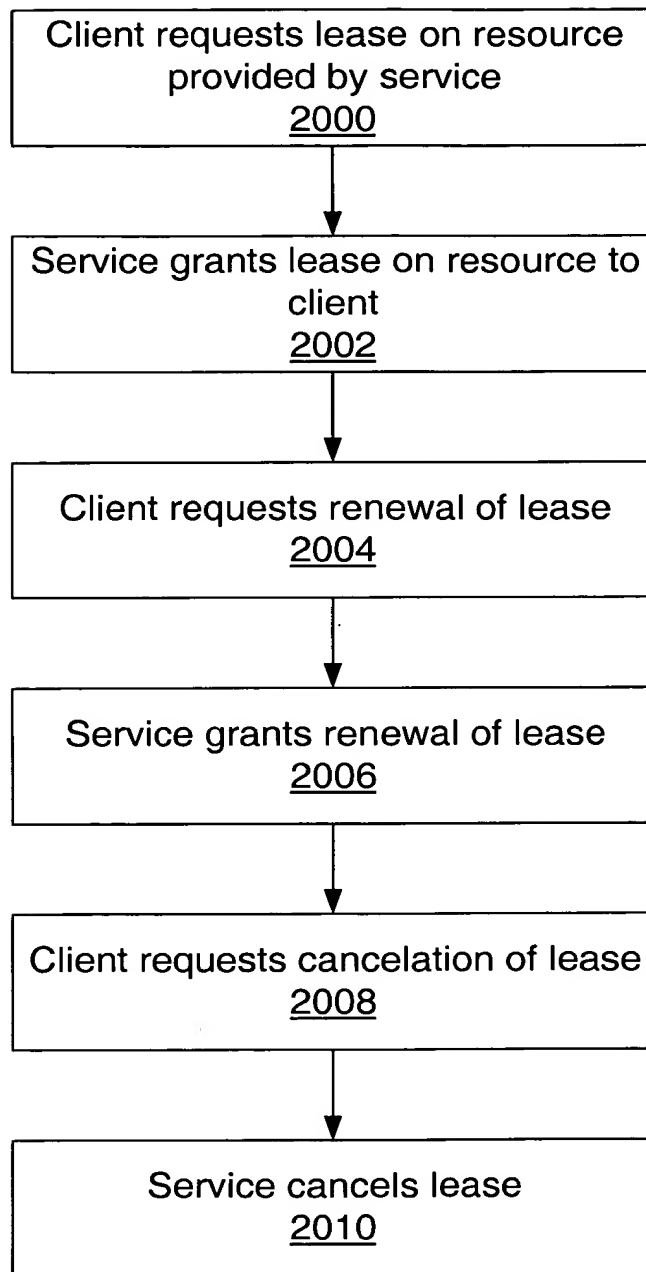 Client requests lease on resource
provided by service
2000
Service grants lease on resource to
client
2002
Client requests renewal of lease
2004
Service grants renewal of lease
2006
Client requests cancelation of lease
2008
Service cancels lease
2010